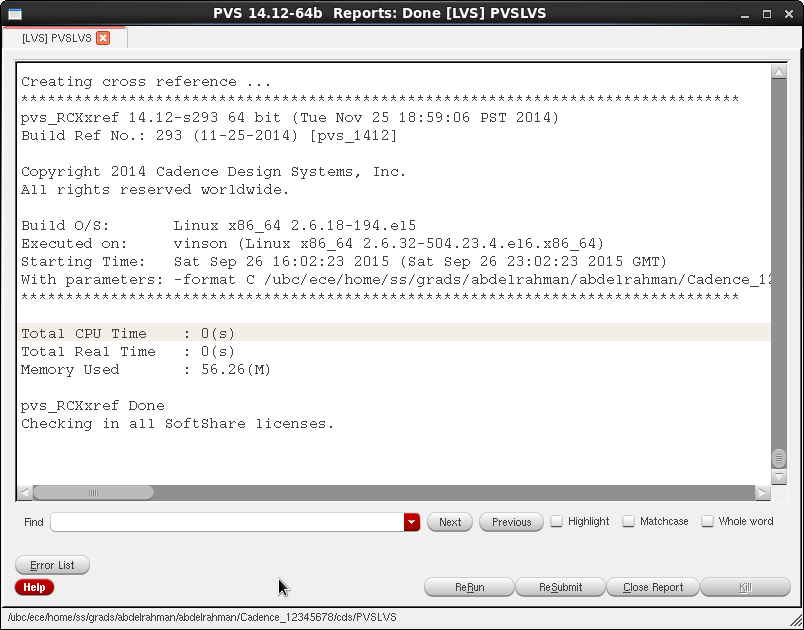 PVS 14.12-64b Reports: Done [LVS] PVSLVS
[LVS] PVSLVS
Creating cross reference ...
********************************************************************************
pvs_RCXxref 14.12-s293 64 bit (Tue Nov 25 18:59:06 PST 2014)
Build Ref No.: 293 (11-25-2014) [pvs_1412]
Copyright 2014 Cadence Design Systems, Inc.
All rights reserved worldwide.
Build O/S: Linux x86_64 2.6.18-194.el5
Executed on: vinson (Linux x86_64 2.6.32-504.23.4.el6.x86_64)
Starting Time: Sat Sep 26 16:02:23 2015 (Sat Sep 26 23:02:23 2015 GMT)
With parameters: -format C /ubc/ece/home/ss/grads/abdelrahman/abdelrahman/Cadence_12
********************************************************************************
Total CPU Time : 0(s)
Total Real Time : 0(s)
Memory Used : 56.26(M)
pvs_RCXxref Done
Checking in all SoftShare licenses.
Find Next Previous Highlight Matchcase Whole word
Error List
Help ReRun ReSubmit Close Report Kill
/ubc/ece/home/ss/grads/abdelrahman/abdelrahman/Cadence_12345678/cds/PVSLVS